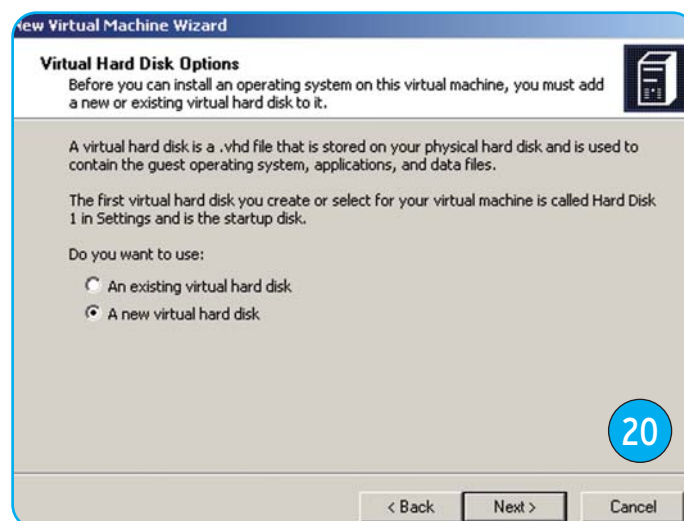 New Virtual Machine Wizard
Virtual Hard Disk Options
Before you can install an operating system on this virtual machine, you must add
a new or existing virtual hard disk to it.
A virtual hard disk is a .vhd file that is stored on your physical hard disk and is used to
contain the guest operating system, applications, and data files.
The first virtual hard disk you create or select for your virtual machine is called Hard Disk
1 in Settings and is the startup disk.
Do you want to use:
An existing virtual hard disk
A new virtual hard disk
20
< Back
Next >
Cancel